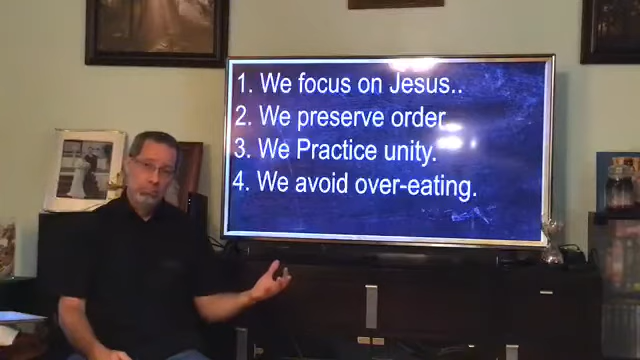 1. We focus on Jesus..
2. We preserve order.
3. We Practice unity.
4. We avoid over-eating.